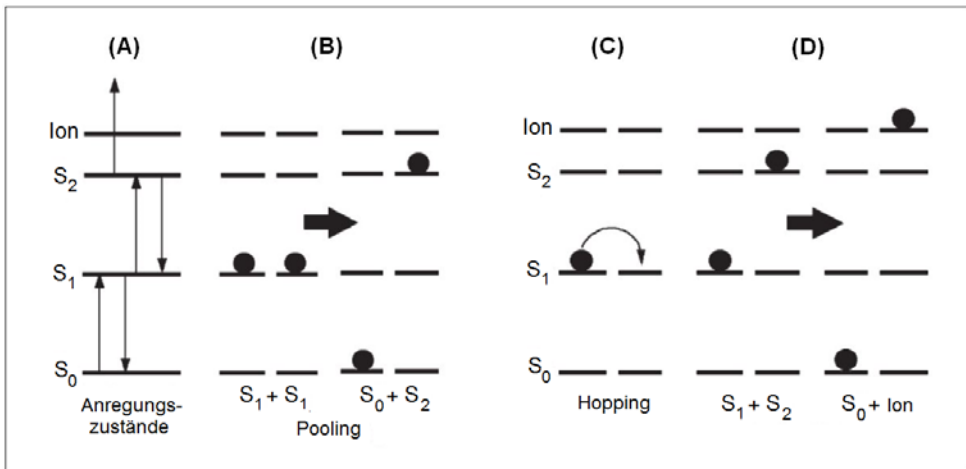 (A) (B) (C) (D)
Ion Ion
S₂ S₂
S₁ S₁
S₀ S₀
S₁ + S₁. S₀ + S₂ Hopping S₁ + S₂ S₀ + Ion
Anregungs-
zustände Pooling